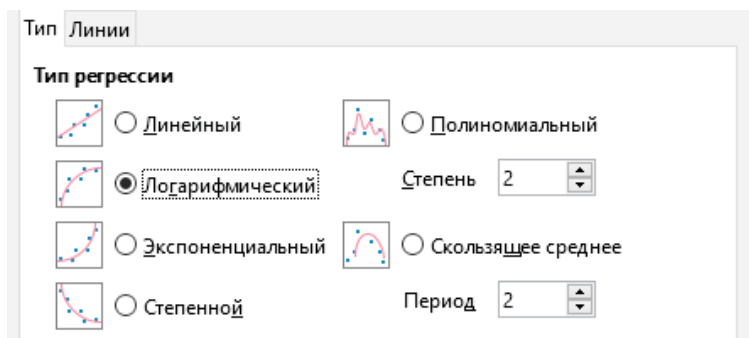 Тип Линии
Тип регрессии
Линейный
Полиномиальный
Логарифмический
Степень 2
Экспоненциальный
Скользящее среднее
Степенной
Период 2